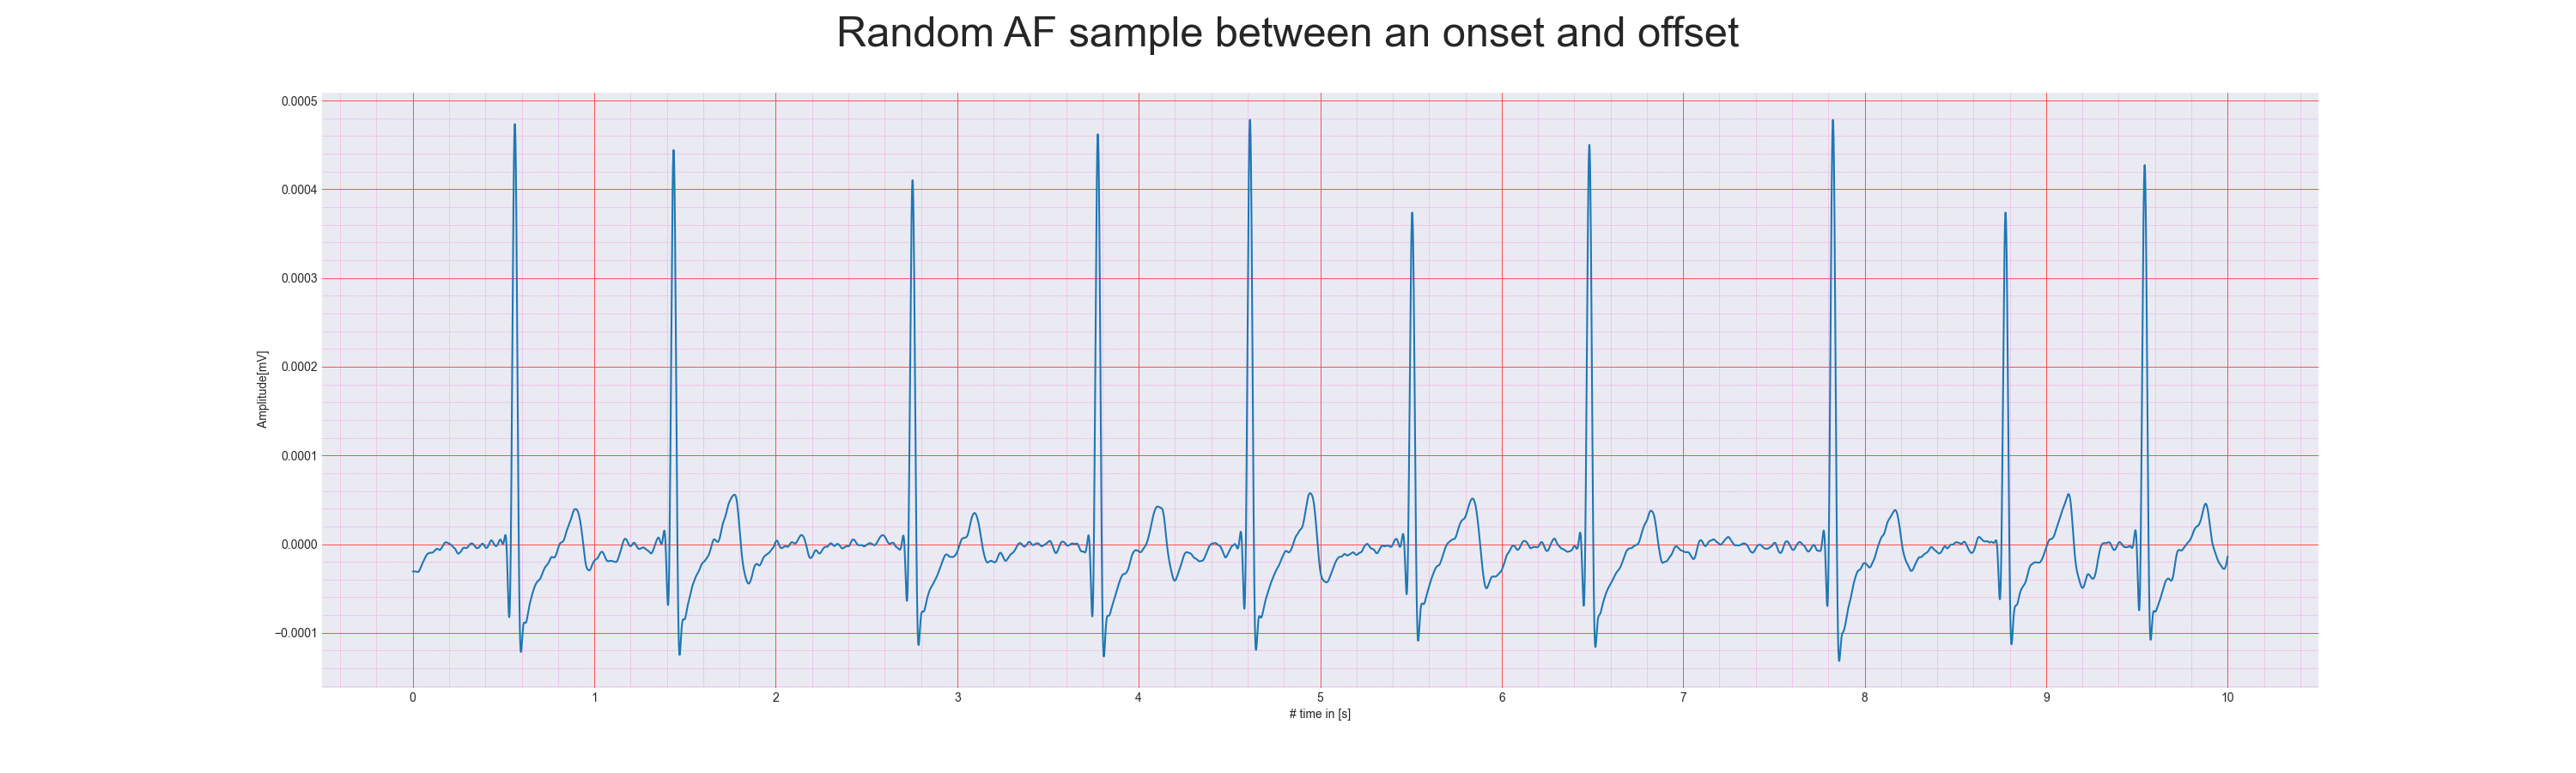 Random AF sample between an onset and offset
0.0005
0.0004
0.0003
0.0002
0.0001
0.0000
−0.0001
Amplitude[mV]
0 1 2 3 4 5 6 7 8 9 10
# time in [s]